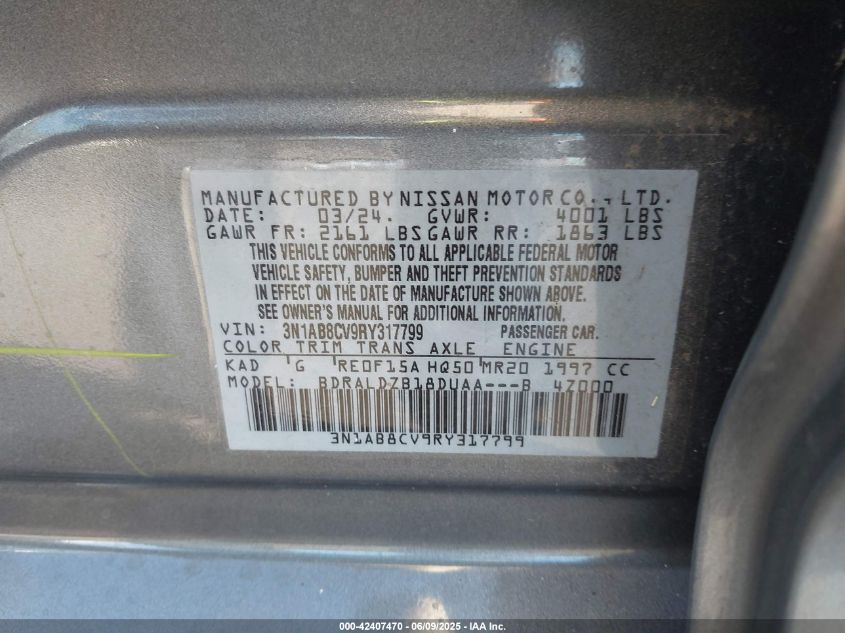 MANUFACTURED BY NISSAN MOTOR CO., LTD.
DATE: 03/24. GVWR: 4001 LBS
GAWR FR: 2161 LBS GAWR RR: 1863 LBS
THIS VEHICLE CONFORMS TO ALL APPLICABLE FEDERAL MOTOR
VEHICLE SAFETY, BUMPER AND THEFT PREVENTION STANDARDS
IN EFFECT ON THE DATE OF MANUFACTURE SHOWN ABOVE.
SEE OWNER'S MANUAL FOR ADDITIONAL INFORMATION.
VIN: 3N1AB8CV9RY317799 PASSENGER CAR.
COLOR TRIM TRANS AXLE ENGINE
KAD G RE0F15A HQ50 MR20 1997 CC
MODEL: BDRALDZB18DUAA---B 4Z000
3N1AB8CV9RY317799
000-42407470 - 06/09/2025 - IAA Inc.